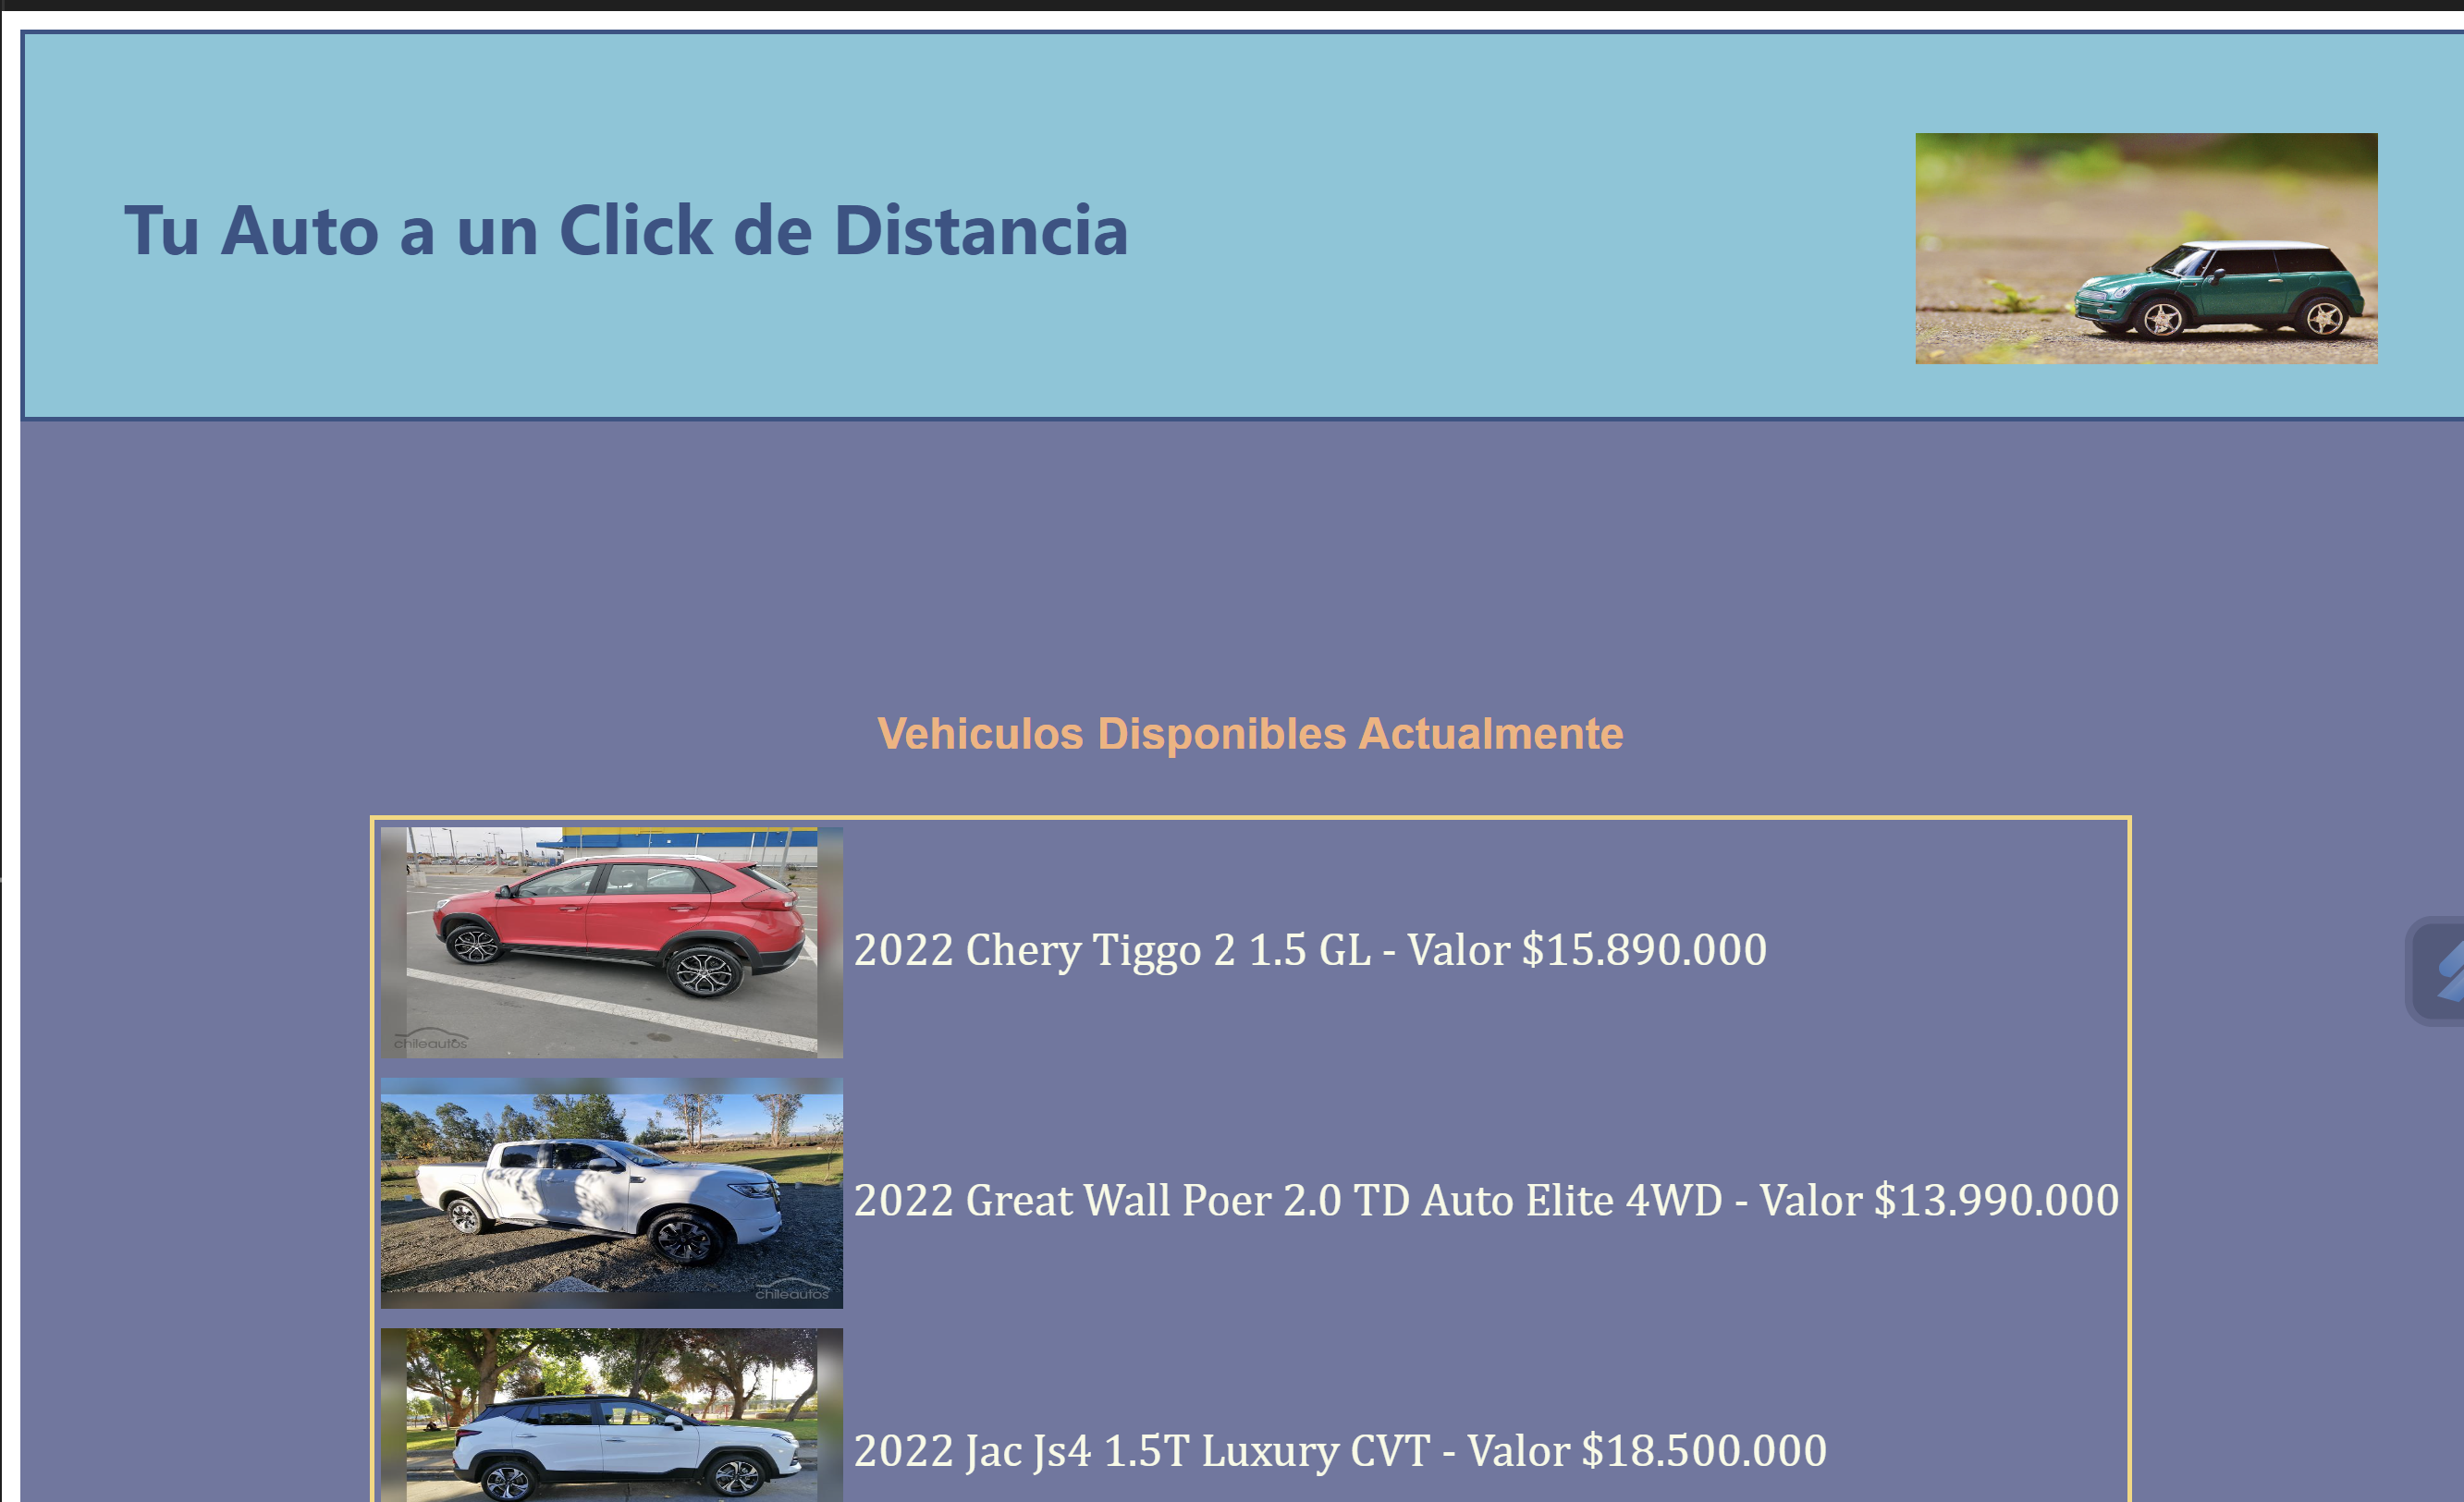 Tu Auto a un Click de Distancia
Vehiculos Disponibles Actualmente
2022 Chery Tiggo 2 1.5 GL - Valor $15.890.000
chileautos
2022 Great Wall Poer 2.0 TD Auto Elite 4WD - Valor $13.990.000
chileautos
2022 Jac Js4 1.5T Luxury CVT - Valor $18.500.000